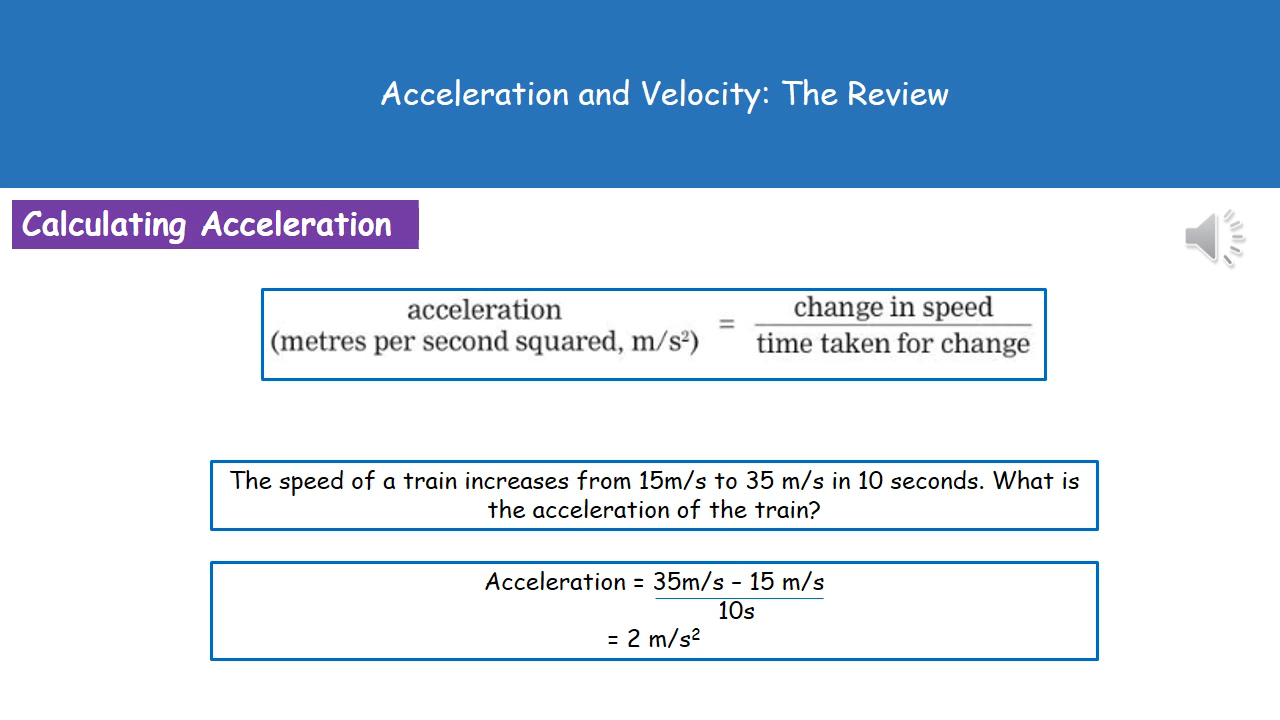 Acceleration and Velocity: The Review
Calculating Acceleration
acceleration
(metres per second squared, m/s²) =
change in speed
time taken for change
The speed of a train increases from 15m/s to 35 m/s in 10 seconds. What is
the acceleration of the train?
Acceleration = 35m/s – 15 m/s
10s
= 2 m/s²